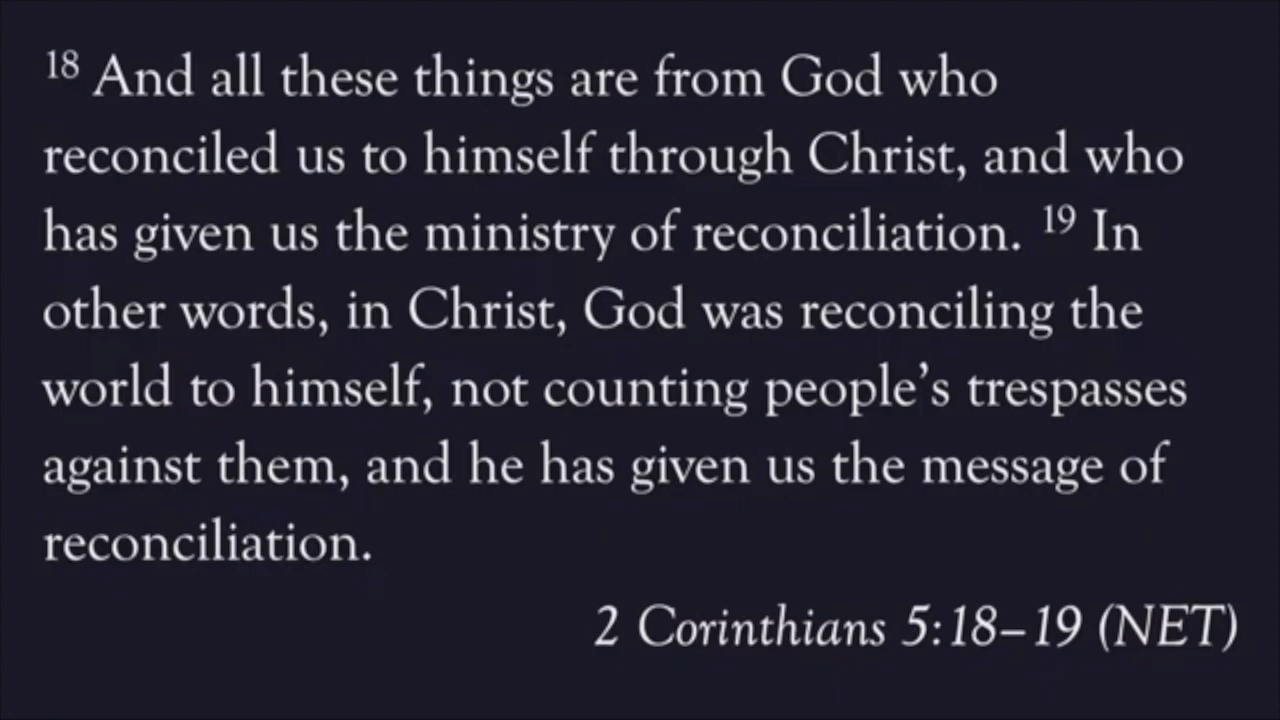 18 And all these things are from God who
reconciled us to himself through Christ, and who
has given us the ministry of reconciliation. 19 In
other words, in Christ, God was reconciling the
world to himself, not counting people’s trespasses
against them, and he has given us the message of
reconciliation.
2 Corinthians 5:18–19 (NET)